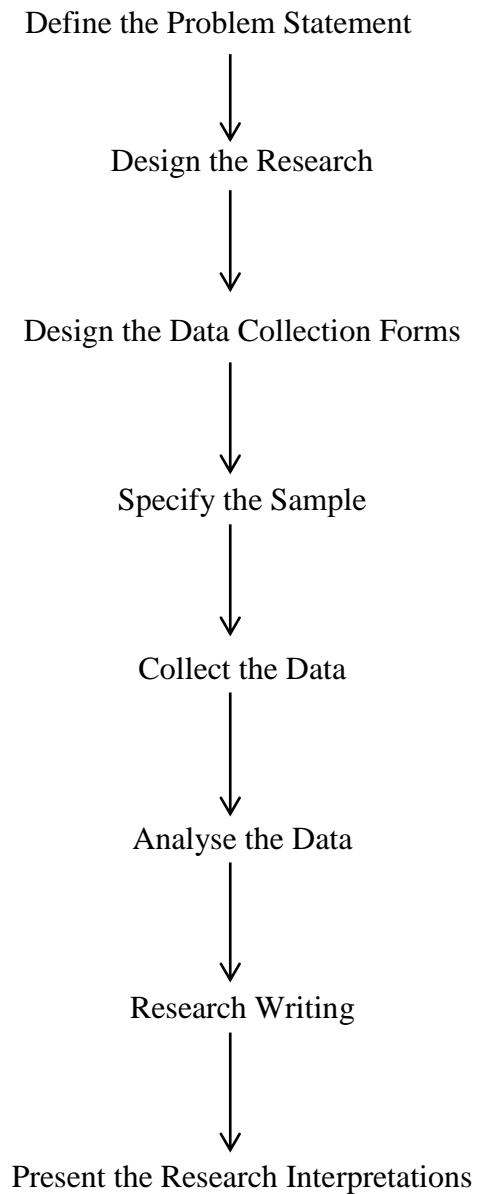 Define the Problem Statement
Design the Research
Design the Data Collection Forms
Specify the Sample
Collect the Data
Analyse the Data
Research Writing
Present the Research Interpretations